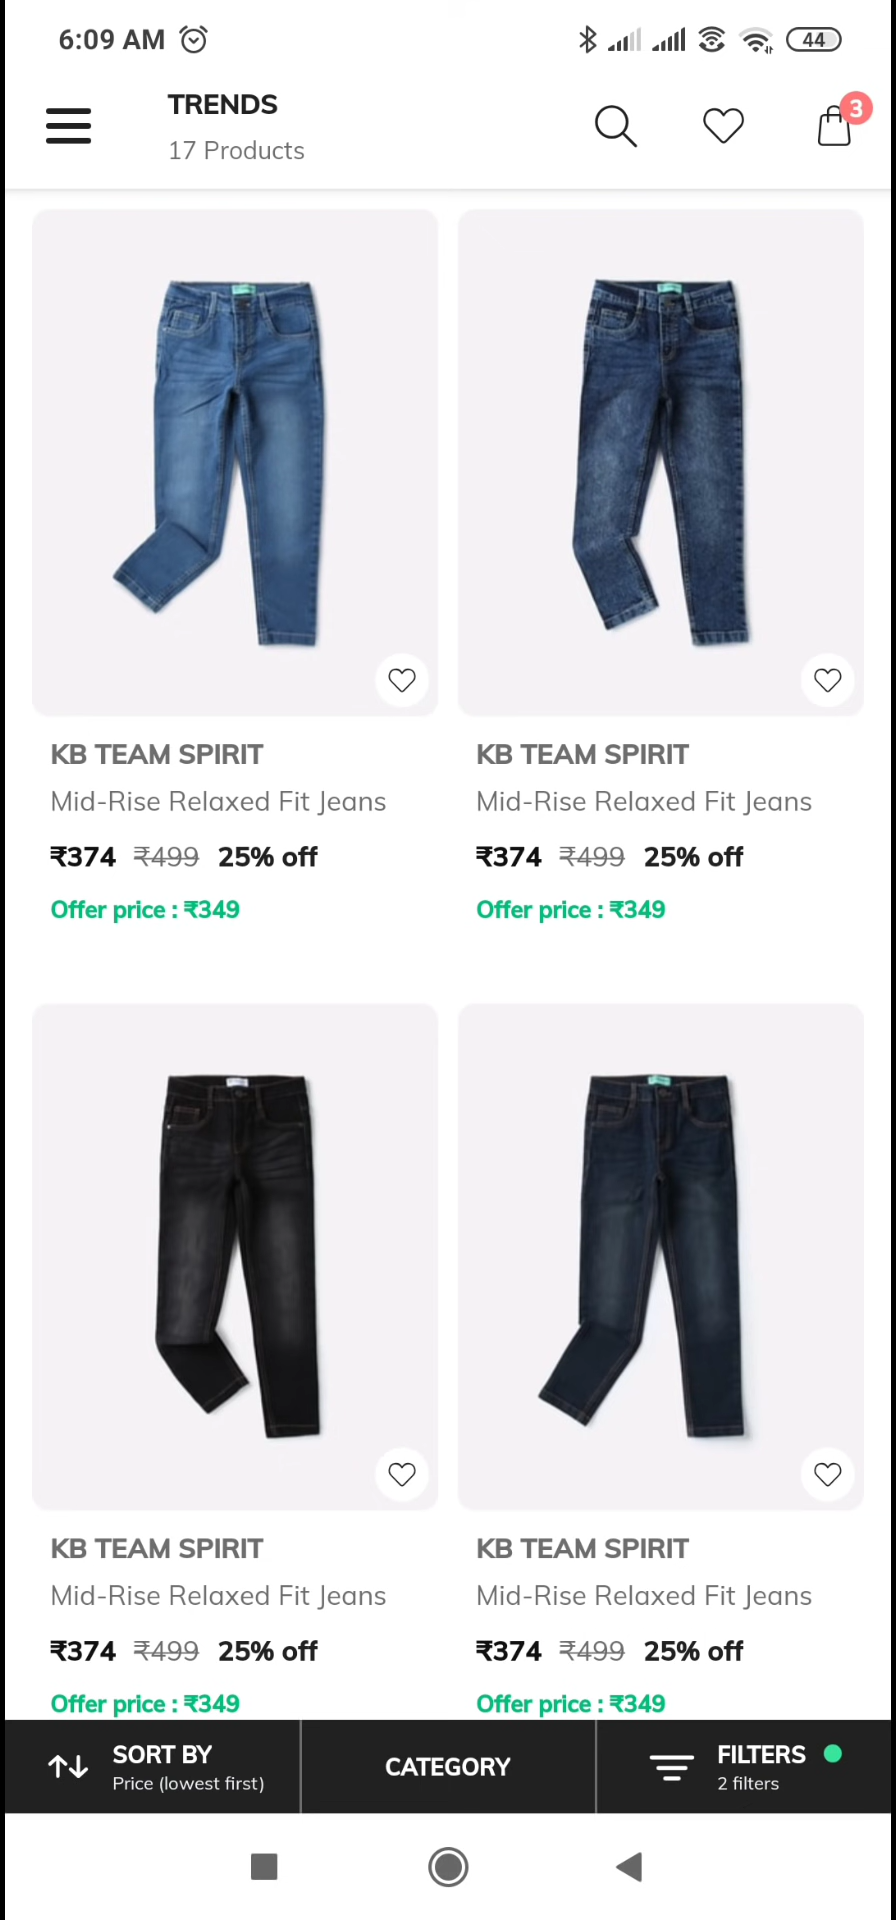 6:09 AM
44
TRENDS
17 Products
3
KB TEAM SPIRIT
Mid-Rise Relaxed Fit Jeans
₹374 ₹499 25% off
Offer price : ₹349
KB TEAM SPIRIT
Mid-Rise Relaxed Fit Jeans
₹374 ₹499 25% off
Offer price : ₹349
KB TEAM SPIRIT
Mid-Rise Relaxed Fit Jeans
₹374 ₹499 25% off
Offer price : ₹349
KB TEAM SPIRIT
Mid-Rise Relaxed Fit Jeans
₹374 ₹499 25% off
Offer price : ₹349
SORT BY
Price (lowest first)
CATEGORY
FILTERS
2 filters